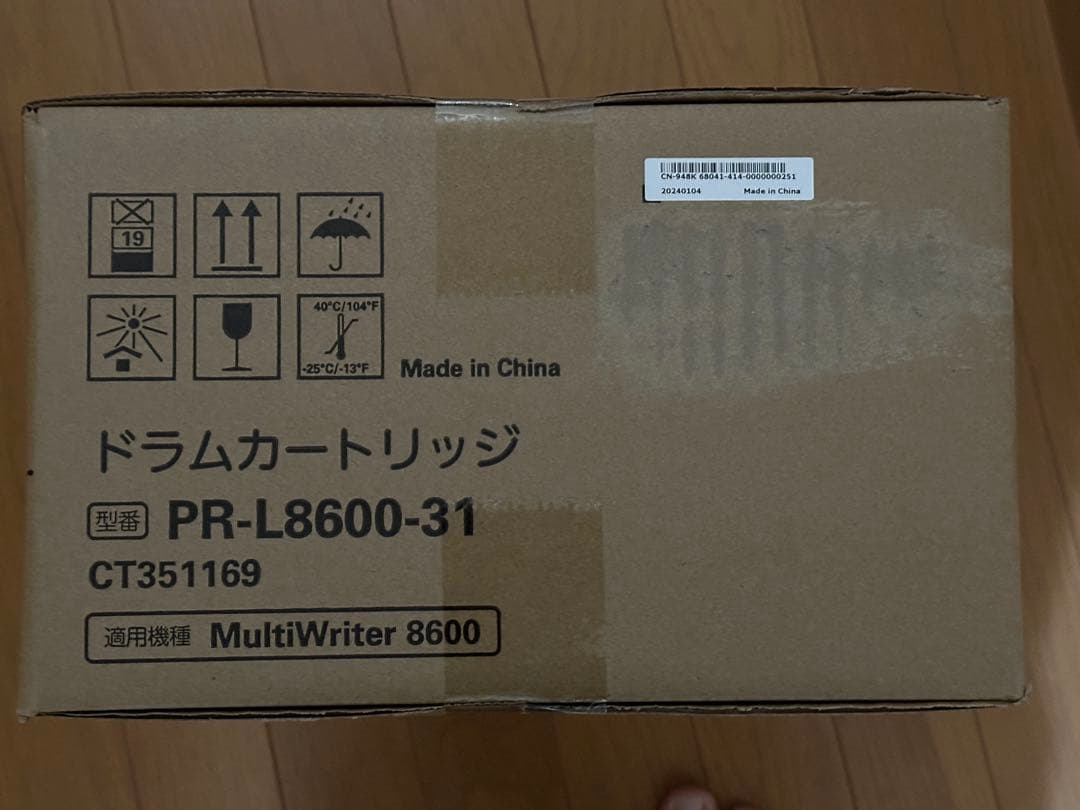 CN-948K 68041-414-0000000251
20240104 Made in China
19
40°C/104°F
-25°C/-13°F
Made in China
ドラムカートリッジ
型番 PR-L8600-31
CT351169
適用機種 MultiWriter 8600